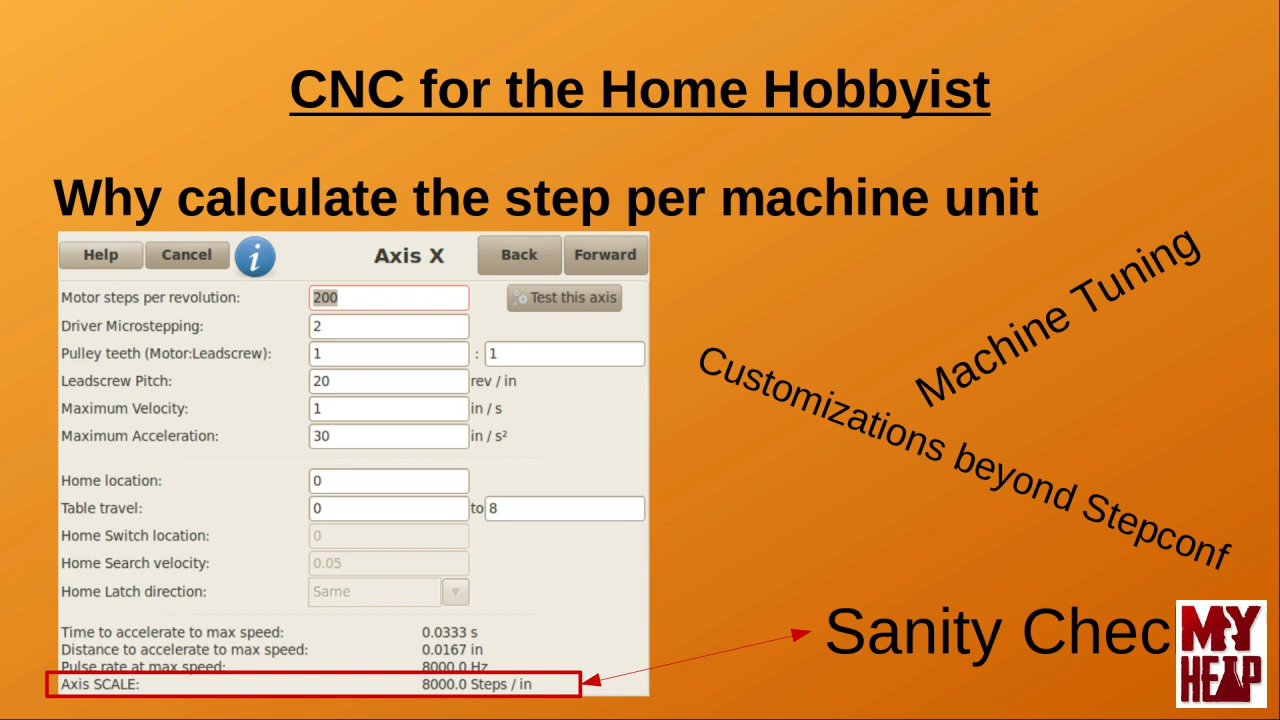 CNC for the Home Hobbyist
Why calculate the step per machine unit
Help Cancel i Axis X Back Forward
Motor steps per revolution: 200 Test this axis
Driver Microstepping: 2
Pulley teeth (Motor:Leadscrew): 1 : 1
Leadscrew Pitch: 20 rev / in
Maximum Velocity: 1 in / s
Maximum Acceleration: 30 in / s²
Home location: 0
Table travel: 0 to 8
Home Switch location: 0
Home Search velocity: 0.05
Home Latch direction: Same
Time to accelerate to max speed: 0.0333 s
Distance to accelerate to max speed: 0.0167 in
Pulse rate at max speed: 8000.0 Hz
Axis SCALE: 8000.0 Steps / in
Machine Tuning
Customizations beyond Stepconf
Sanity Chec
MY
HEAP